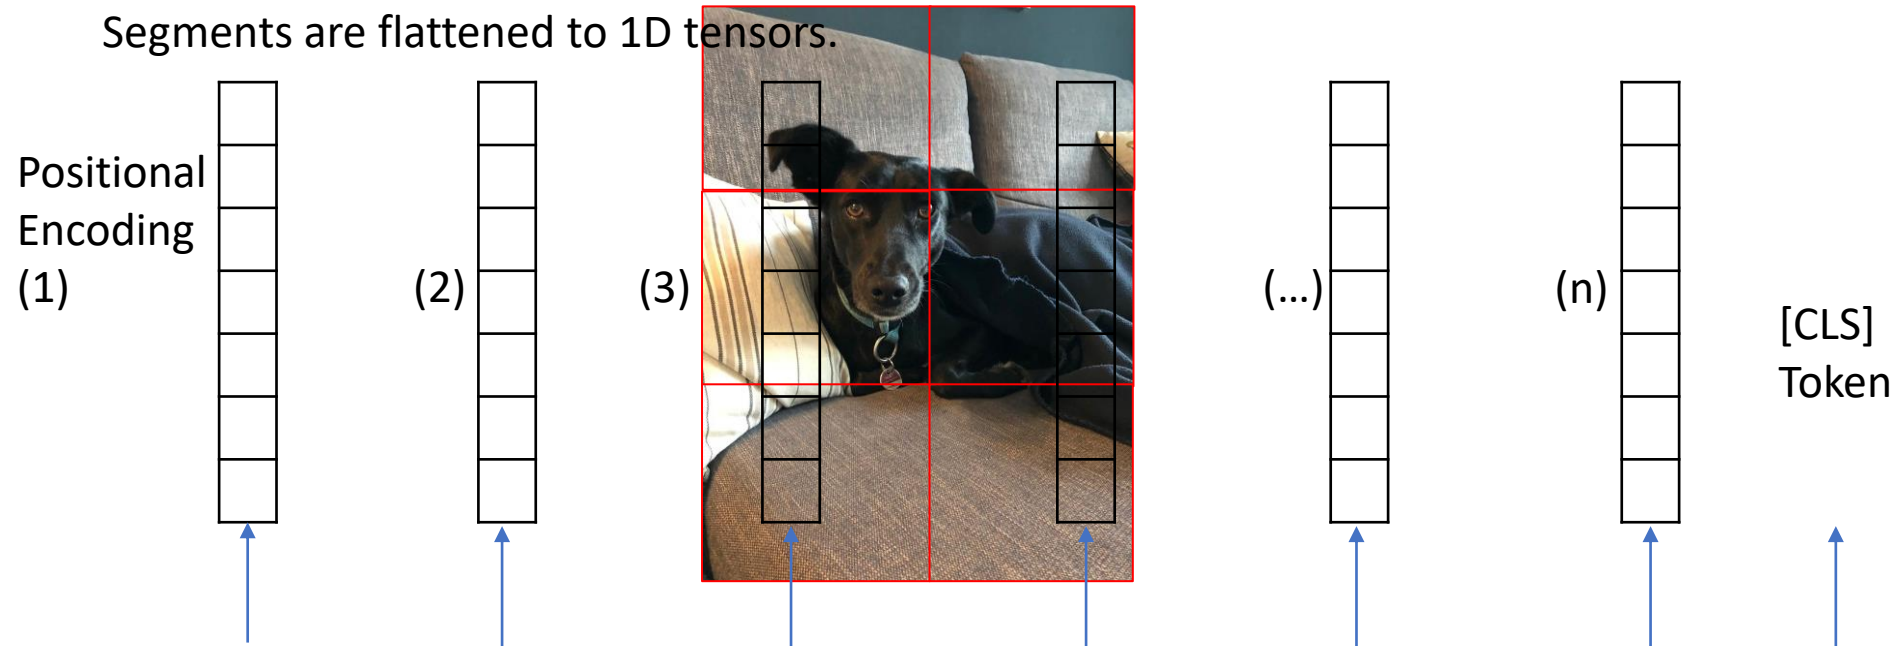 Segments are flattened to 1D tensors.
Positional
Encoding
(1)
(2)
(3)
(...)
(n)
[CLS]
Token